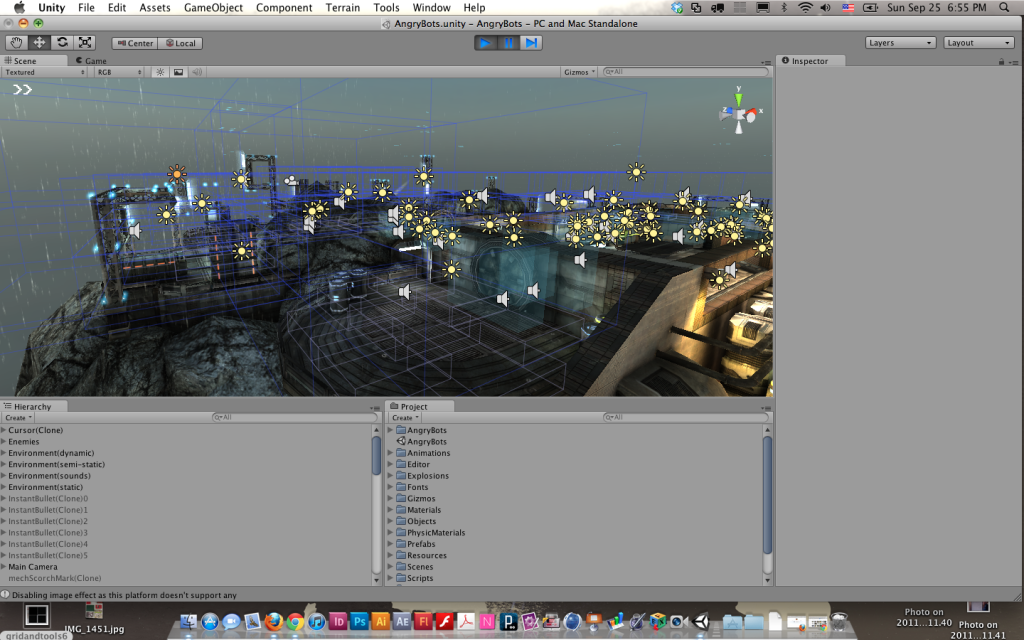 Unity File Edit Assets GameObject Component Terrain Tools Window Help
Sun Sep 25 6:55 PM
AngryBots.unity - AngryBots - PC and Mac Standalone
Center Local
Layers Layout
Scene Game
Inspector
Textured RGB Gizmos All
y
z x
Hierarchy
Create All
Cursor(Clone)
Enemies
Environment(dynamic)
Environment(semi-static)
Environment(sounds)
Environment(static)
InstantBullet(Clone)0
InstantBullet(Clone)1
InstantBullet(Clone)2
InstantBullet(Clone)3
InstantBullet(Clone)4
InstantBullet(Clone)5
Main Camera
mechScorchMark(Clone)
Project
Create All
AngryBots
AngryBots
Animations
Editor
Explosions
Fonts
Gizmos
Materials
Objects
PhysicMaterials
Prefabs
Resources
Scenes
Scripts
Disabling image effect as this platform doesn't support any
IMG_1451.jpg
gridandtools6
Id Ps Ai Ae Fl N P
Photo on
2011...11.40
Photo on
2011...11.41